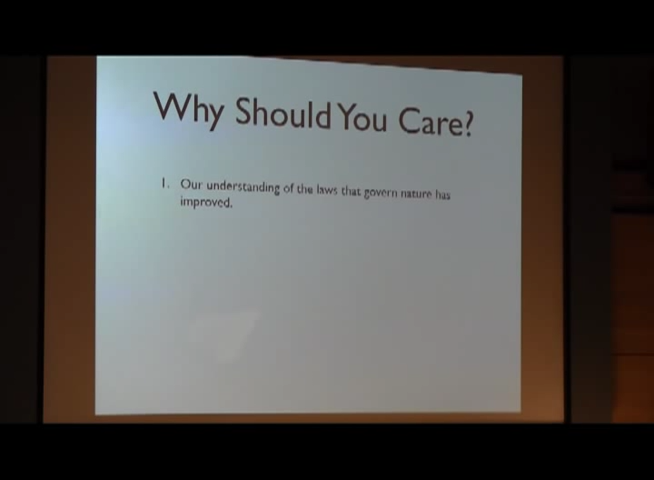 Why Should You Care?
1. Our understanding of the laws that govern nature has
improved.